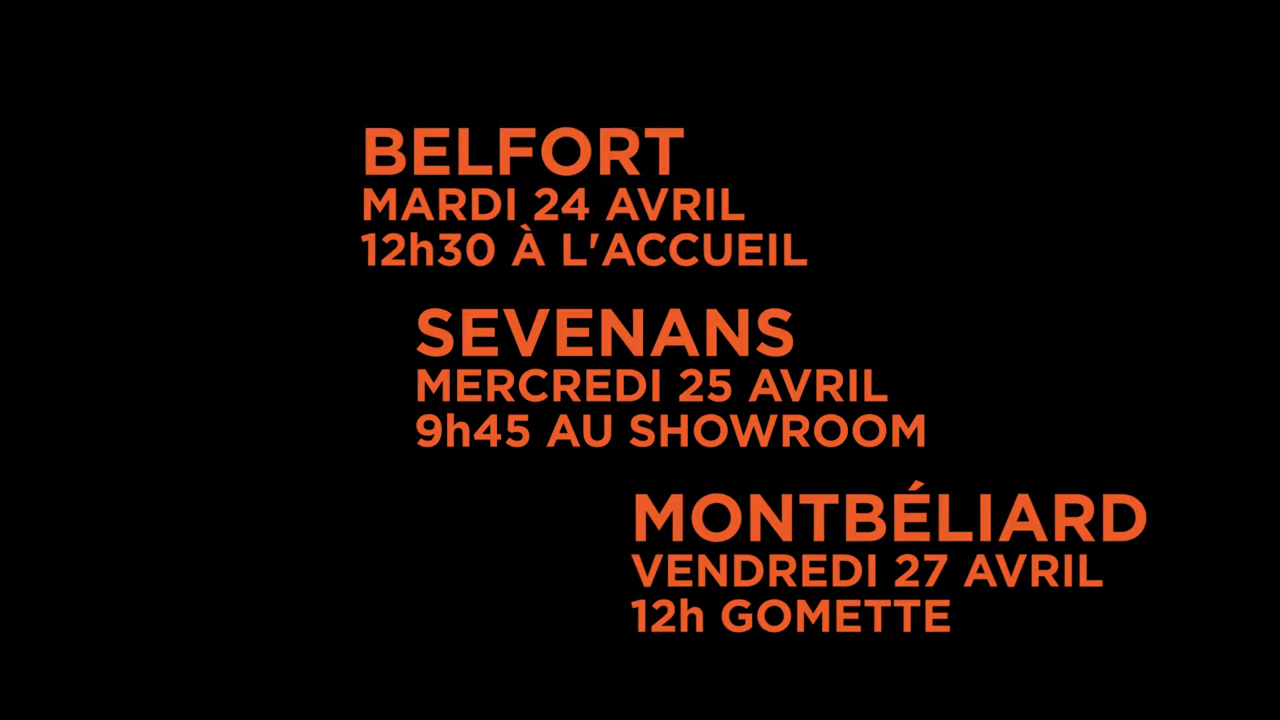 BELFORT
MARDI 24 AVRIL
12h30 À L'ACCUEIL
SEVENANS
MERCREDI 25 AVRIL
9h45 AU SHOWROOM
MONTBÉLIARD
VENDREDI 27 AVRIL
12h GOMETTE